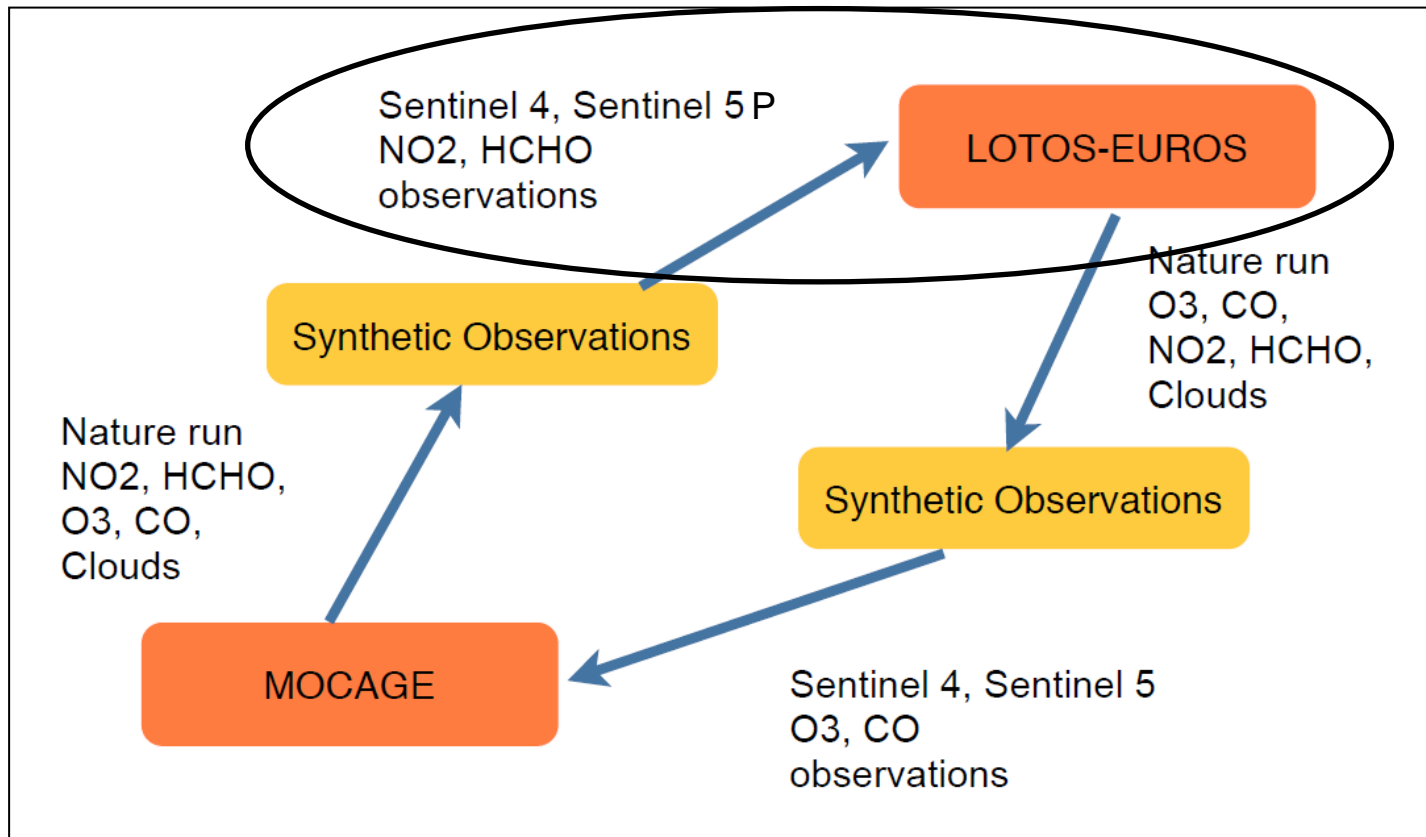 Sentinel 4, Sentinel 5 P
NO2, HCHO
observations
LOTOS-EUROS
Nature run
O3, CO,
NO2, HCHO,
Clouds
Synthetic Observations
Nature run
NO2, HCHO,
O3, CO,
Clouds
Synthetic Observations
MOCAGE
Sentinel 4, Sentinel 5
O3, CO
observations